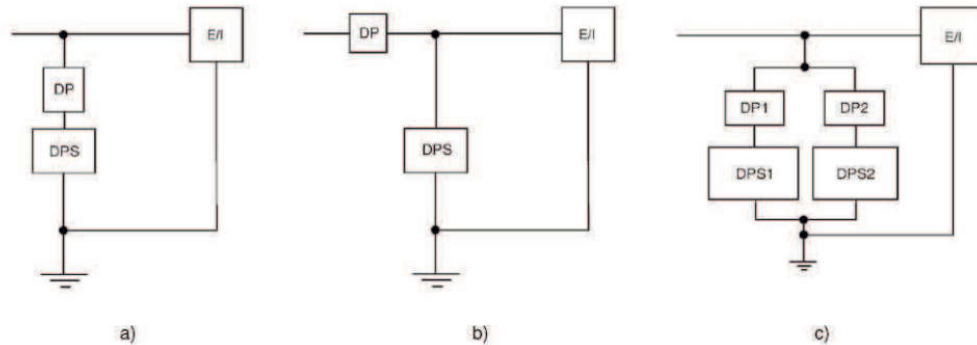 E/I
DP
DPS
a)
DP
E/I
DPS
b)
E/I
DP1 DP2
DPS1 DPS2
c)